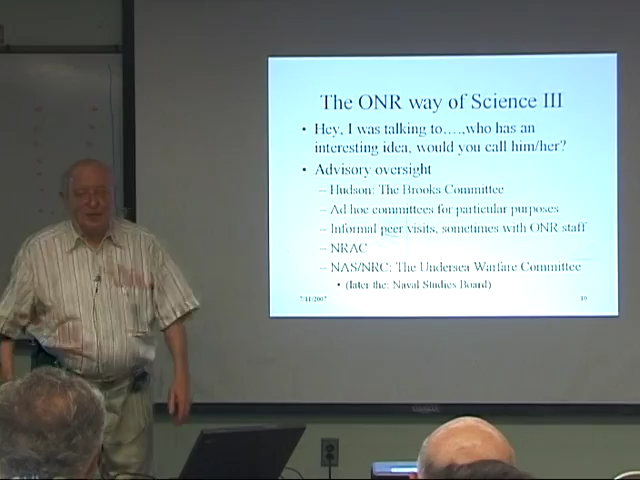 The ONR way of Science III
• Hey, I was talking to….,who has an
interesting idea, would you call him/her?
• Advisory oversight
– Hudson: The Brooks Committee
– Ad hoc committees for particular purposes
– Informal peer visits, sometimes with ONR staff
– NRAC
– NAS/NRC: The Undersea Warfare Committee
• (later the: Naval Studies Board)
7/11/2007
10